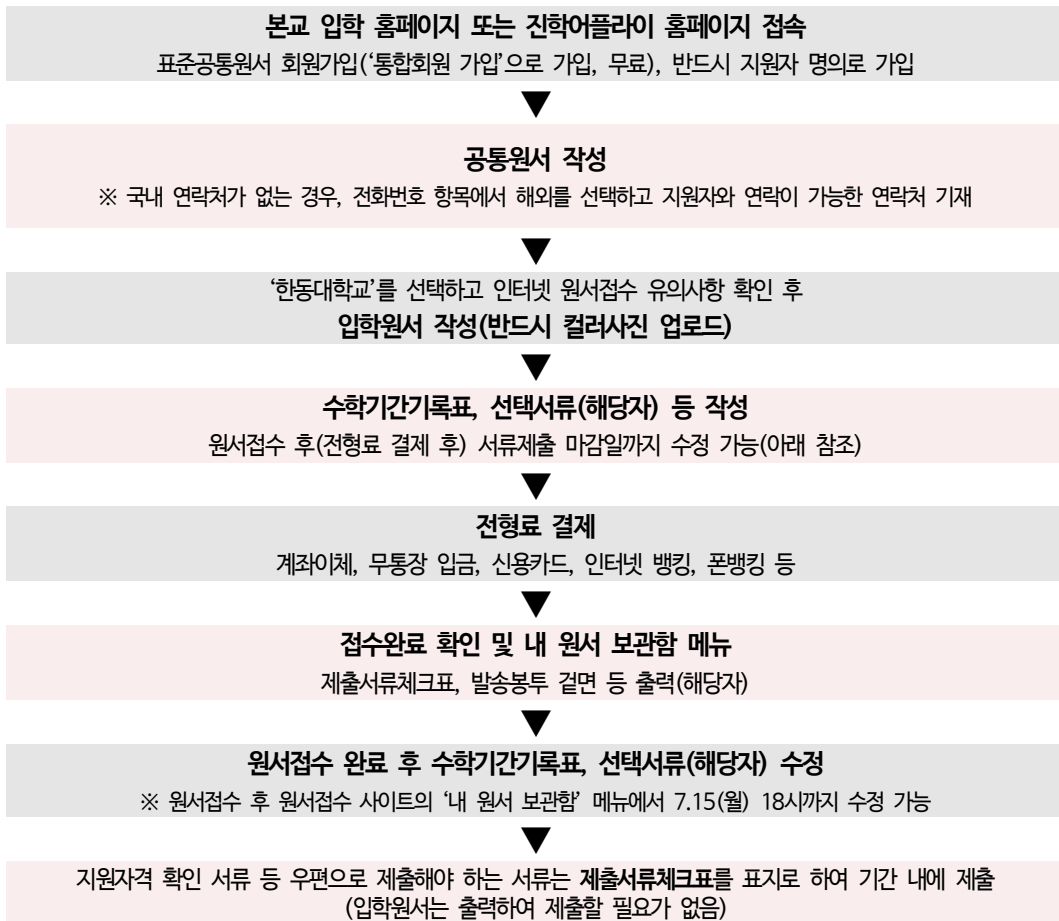 본교 입학 홈페이지 또는 진학어플라이 홈페이지 접속
표준공통원서 회원가입(‘통합회원 가입’으로 가입, 무료), 반드시 지원자 명의로 가입
▼
공통원서 작성
※ 국내 연락처가 없는 경우, 전화번호 항목에서 해외를 선택하고 지원자와 연락이 가능한 연락처 기재
▼
‘한동대학교’를 선택하고 인터넷 원서접수 유의사항 확인 후
입학원서 작성(반드시 컬러사진 업로드)
▼
수학기간기록표, 선택서류(해당자) 등 작성
원서접수 후(전형료 결제 후) 서류제출 마감일까지 수정 가능(아래 참조)
▼
전형료 결제
계좌이체, 무통장 입금, 신용카드, 인터넷 뱅킹, 폰뱅킹 등
▼
접수완료 확인 및 내 원서 보관함 메뉴
제출서류체크표, 발송봉투 겉면 등 출력(해당자)
▼
원서접수 완료 후 수학기간기록표, 선택서류(해당자) 수정
※ 원서접수 후 원서접수 사이트의 ‘내 원서 보관함’ 메뉴에서 7.15(월) 18시까지 수정 가능
▼
지원자격 확인 서류 등 우편으로 제출해야 하는 서류는 제출서류체크표를 표지로 하여 기간 내에 제출
(입학원서는 출력하여 제출할 필요가 없음)